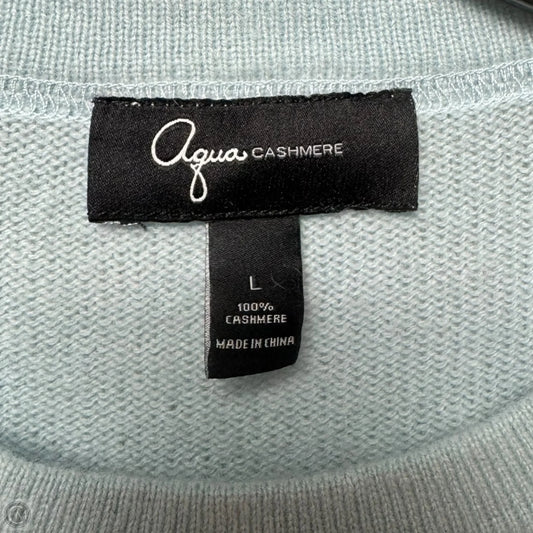 Aqua CASHMERE
L
100%
CASHMERE
MADE IN CHINA